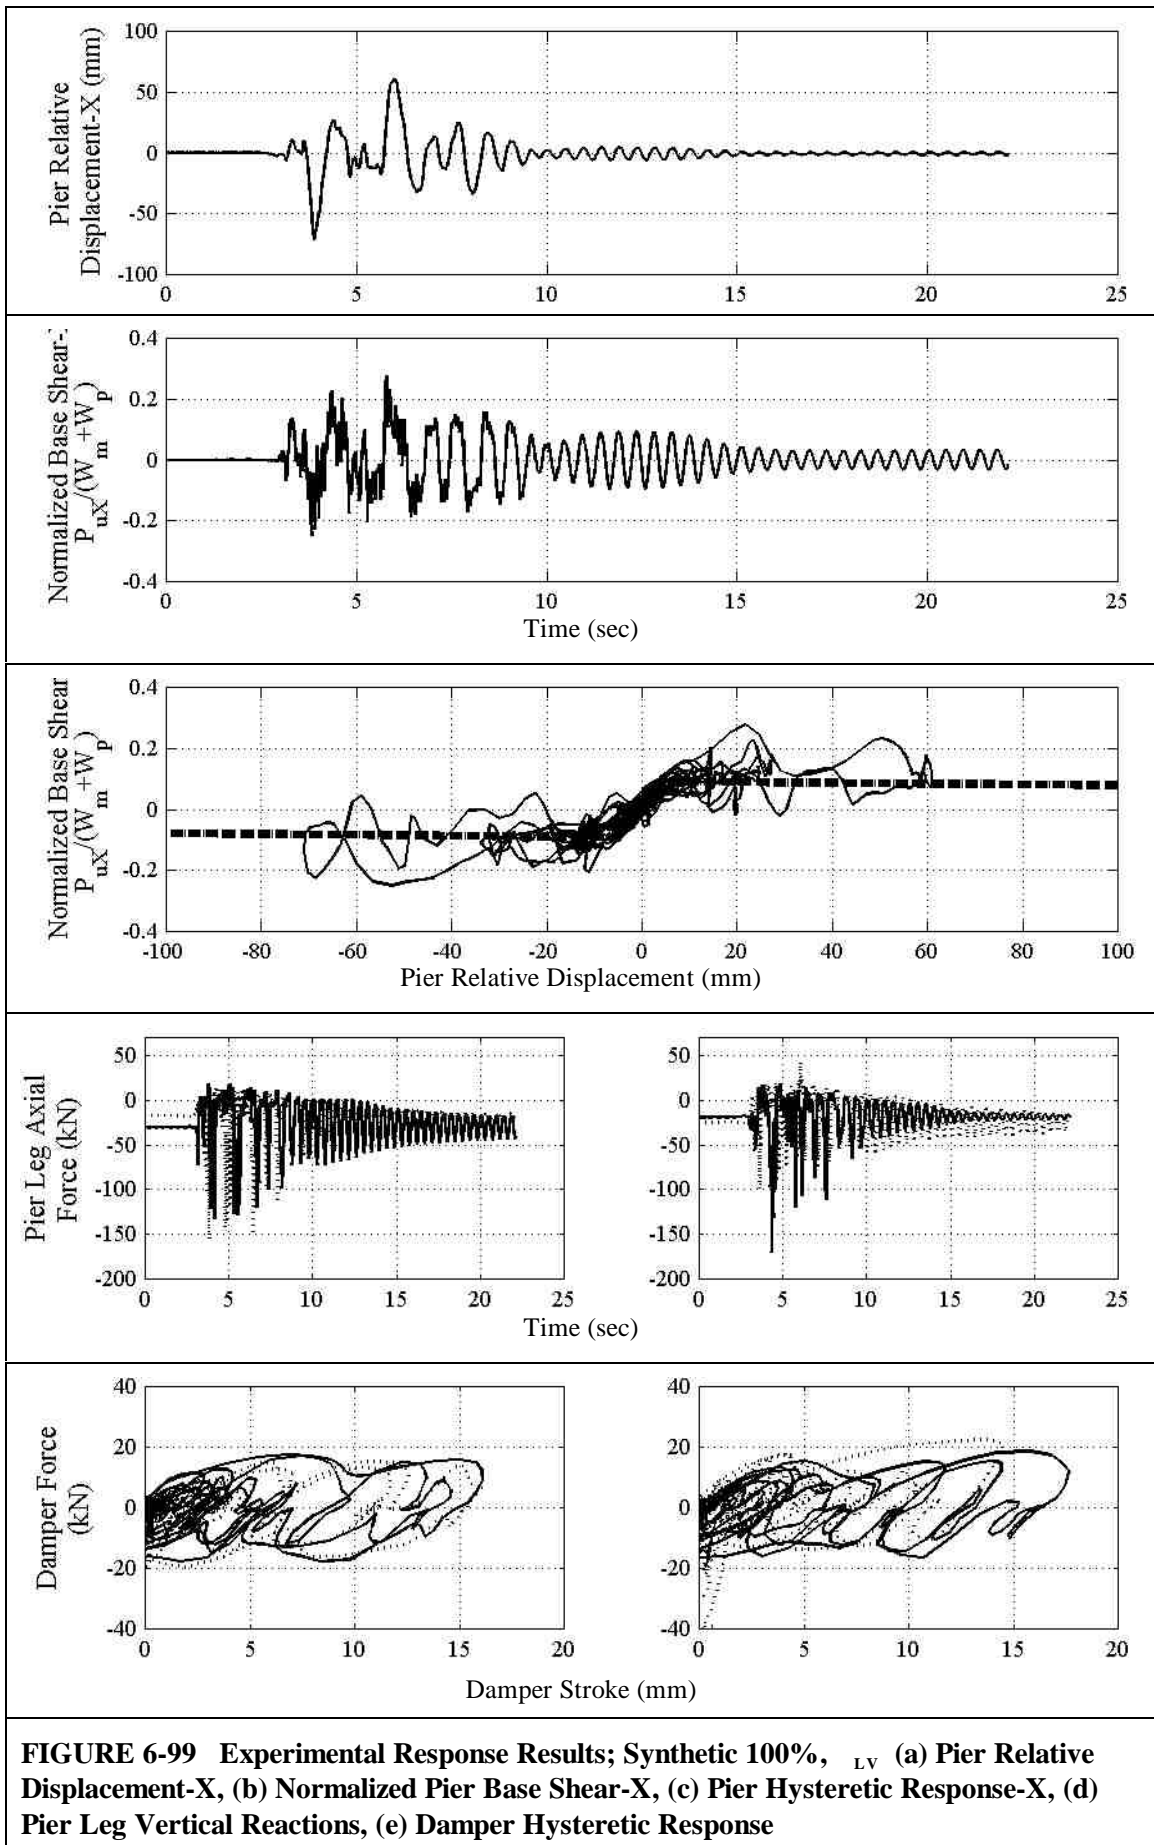 Pier Relative
Displacement-X (mm)
100
50
0
-50
-100
0 5 10 15 20 25
Normalized Base Shear-
P_uX/(W_m+W_p)
0.4
0.2
0
-0.2
-0.4
0 5 10 15 20 25
Time (sec)
Normalized Base Shear
P_uX/(W_m+W_p)
0.4
0.2
0
-0.2
-0.4
-100 -80 -60 -40 -20 0 20 40 60 80 100
Pier Relative Displacement (mm)
Pier Leg Axial
Force (kN)
50
0
-50
-100
-150
-200
0 5 10 15 20 25
50
0
-50
-100
-150
-200
0 5 10 15 20 25
Time (sec)
Damper Force
(kN)
40
20
0
-20
-40
0 5 10 15 20
40
20
0
-20
-40
0 5 10 15 20
Damper Stroke (mm)
FIGURE 6-99 Experimental Response Results; Synthetic 100%, LV (a) Pier Relative
Displacement-X, (b) Normalized Pier Base Shear-X, (c) Pier Hysteretic Response-X, (d)
Pier Leg Vertical Reactions, (e) Damper Hysteretic Response